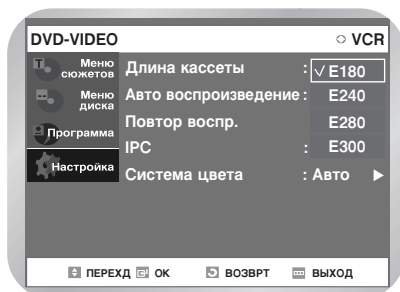 DVD-VIDEO VCR
Меню сюжетов
Меню диска
Программа
Настройка
Длина кассеты : ✓ E180
Авто воспроизведение : E240
Повтор воспр. E280
IPC : E300
Система цвета : Авто ►
ПЕРЕХД ОК ВОЗВРТ ВЫХОД